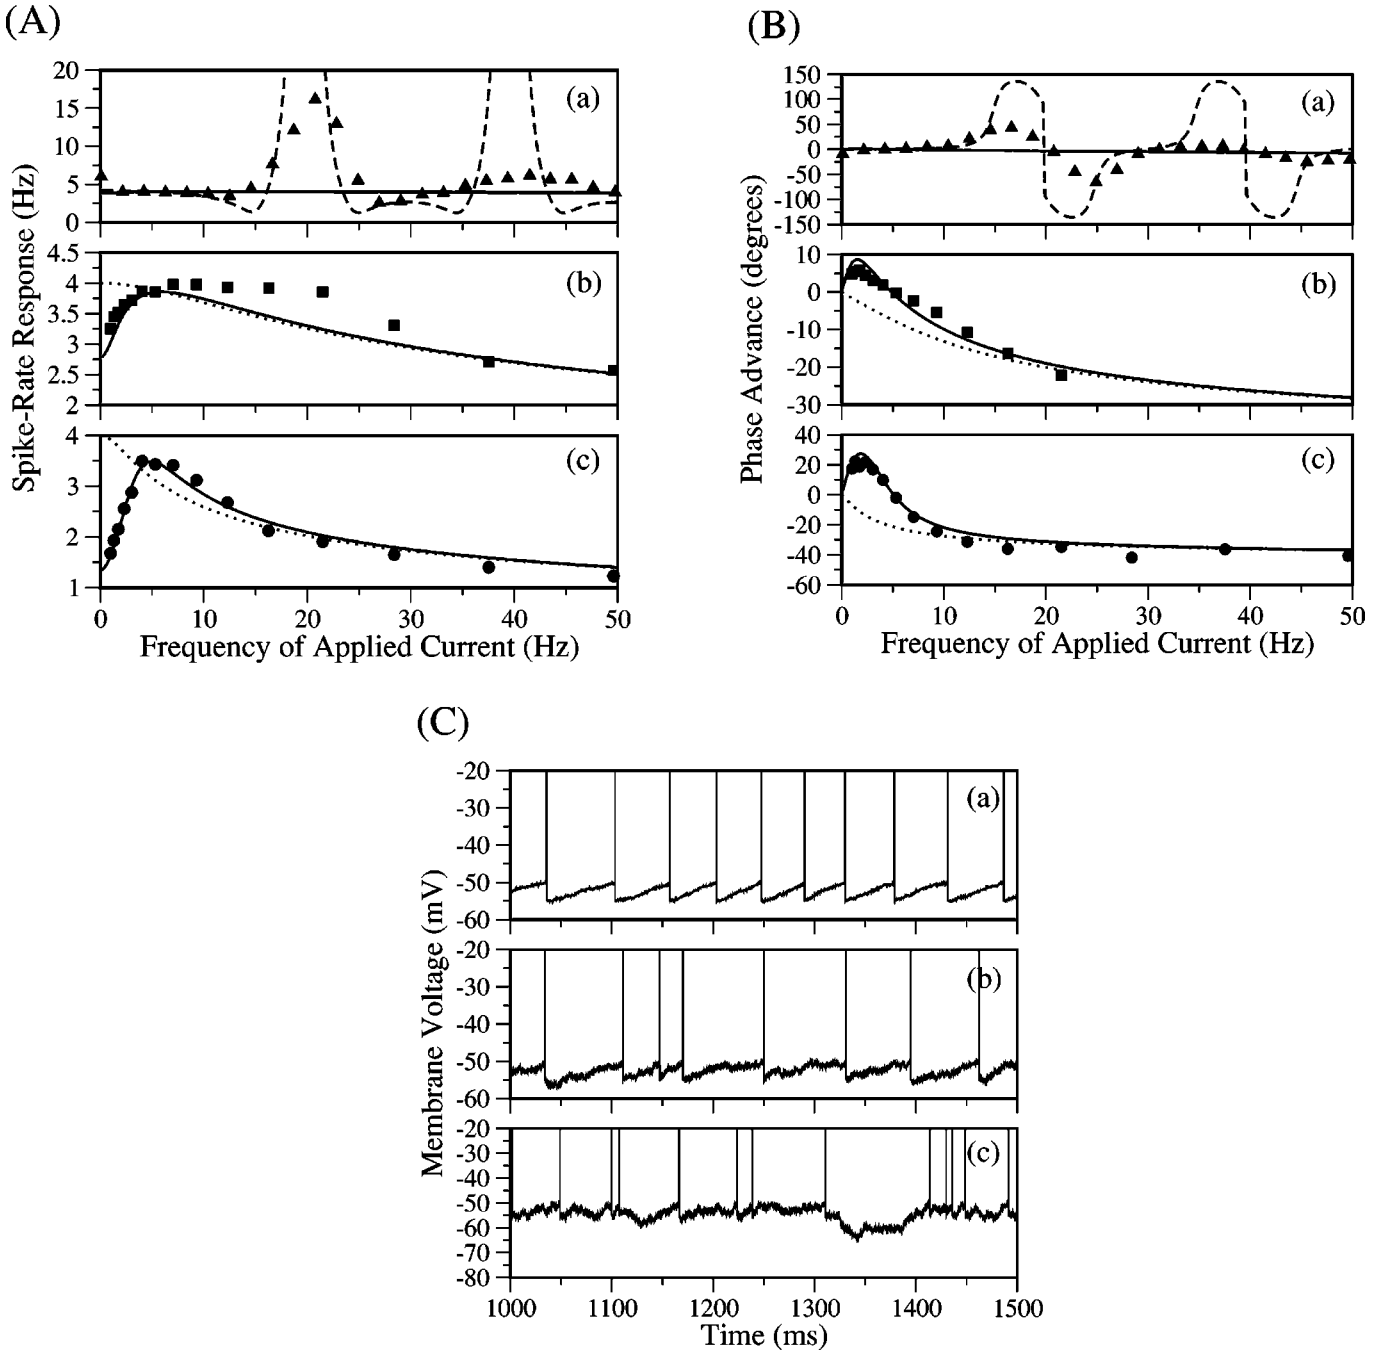 (A)
Spike-Rate Response (Hz)
20
15
10
5
0
(a)
4.5
4
3.5
3
2.5
2
(b)
4
3
2
1
(c)
0 10 20 30 40 50
Frequency of Applied Current (Hz)
(B)
Phase Advance (degrees)
150
100
50
0
-50
-100
-150
(a)
10
0
-10
-20
-30
(b)
40
20
0
-20
-40
-60
(c)
0 10 20 30 40 50
Frequency of Applied Current (Hz)
(C)
Membrane Voltage (mV)
-20
-30
-40
-50
-60
(a)
-20
-30
-40
-50
-60
(b)
-20
-30
-40
-50
-60
-70
-80
(c)
1000 1100 1200 1300 1400 1500
Time (ms)